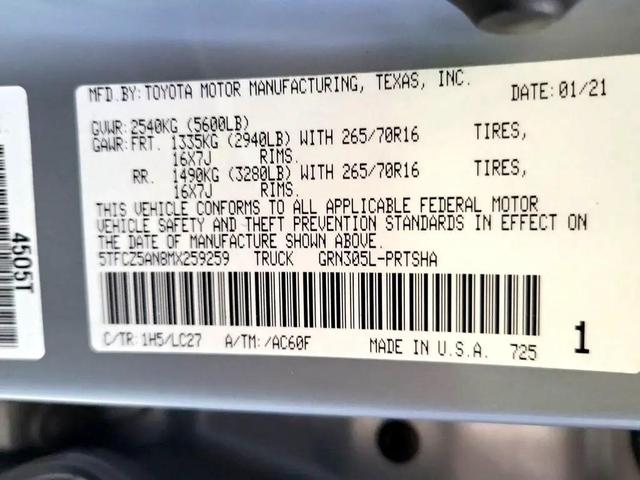 MFD.BY:TOYOTA MOTOR MANUFACTURING, TEXAS, INC. DATE:01/21
GVWR:2540KG (5600LB)
GAWR:FRT. 1335KG (2940LB) WITH 265/70R16 TIRES,
16X7J RIMS.
RR. 1490KG (3280LB) WITH 265/70R16 TIRES,
16X7J RIMS.
THIS VEHICLE CONFORMS TO ALL APPLICABLE FEDERAL MOTOR
VEHICLE SAFETY AND THEFT PREVENTION STANDARDS IN EFFECT ON
THE DATE OF MANUFACTURE SHOWN ABOVE.
5TFCZ5AN8MX259259 TRUCK GRN305L-PRTSHA
C/TR:1H5/LC27 A/TM:/AC60F MADE IN U.S.A. 725 1
4505T